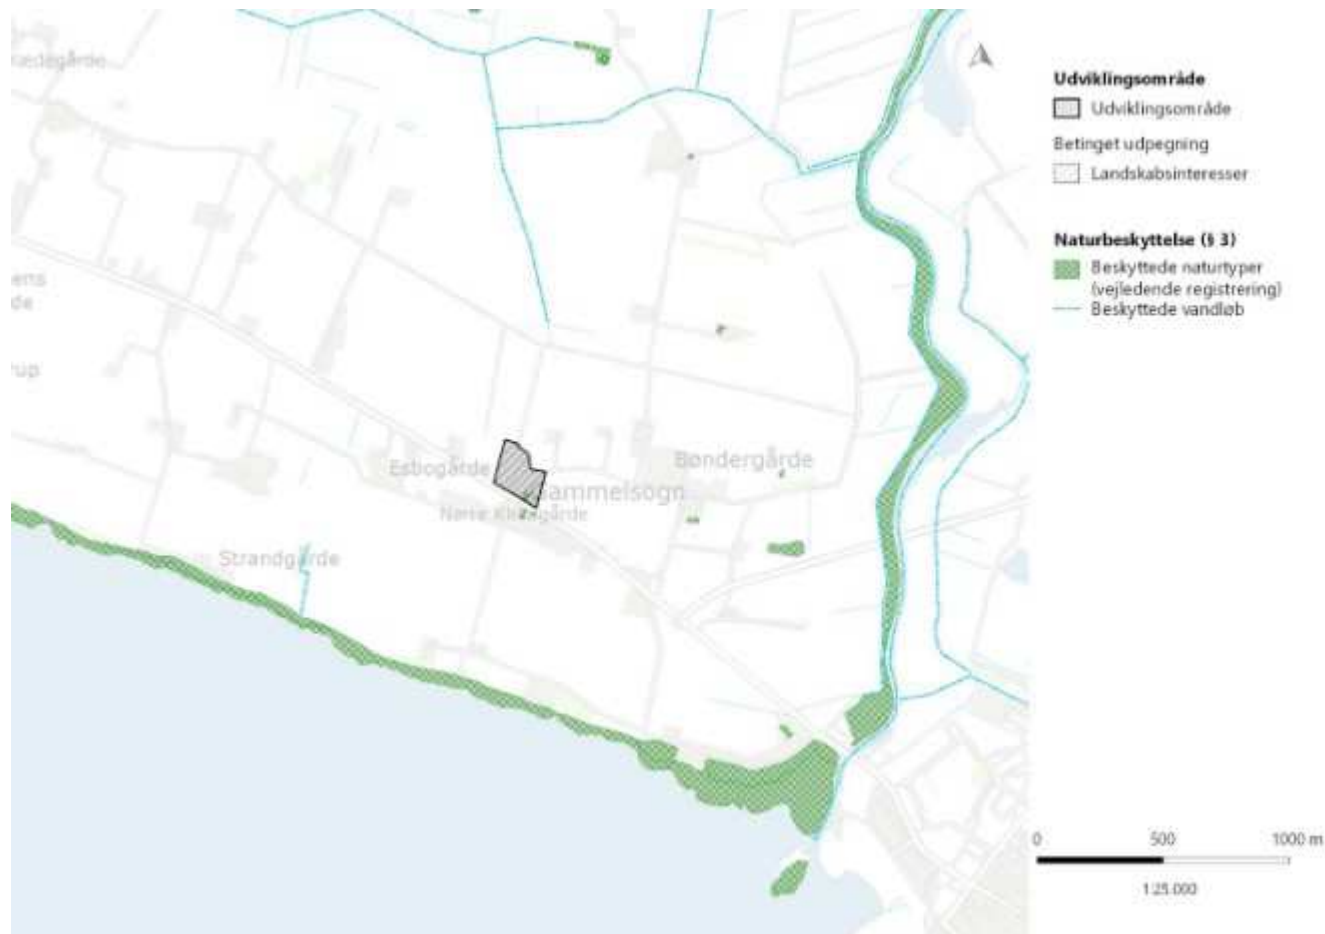 Udviklingsområde
Udviklingsområde
Betinget udpegning
Landskabsinteresser
Naturbeskyttelse (§ 3)
Beskyttede naturtyper
(vejledende registrering)
Beskyttede vandløb
Esbogårde
Bøndergårde
Strandgårde
0 500 1000 m
1:25.000